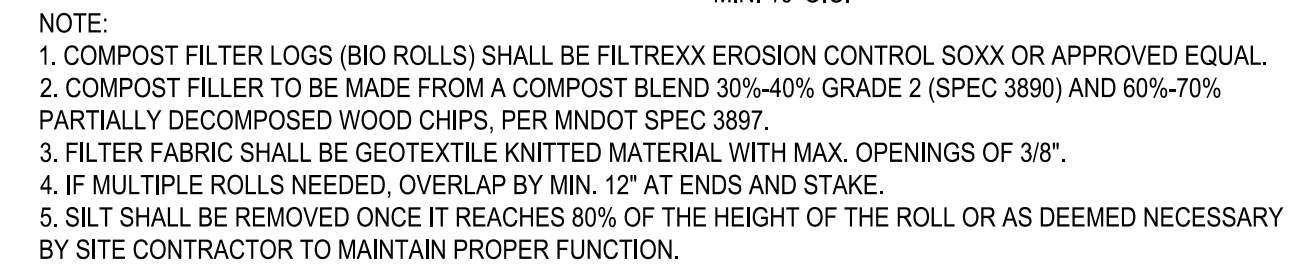 NOTE:
1. COMPOST FILTER LOGS (BIO ROLLS) SHALL BE FILTREXX EROSION CONTROL SOXX OR APPROVED EQUAL.
2. COMPOST FILLER TO BE MADE FROM A COMPOST BLEND 30%-40% GRADE 2 (SPEC 3890) AND 60%-70%
PARTIALLY DECOMPOSED WOOD CHIPS, PER MNDOT SPEC 3897.
3. FILTER FABRIC SHALL BE GEOTEXTILE KNITTED MATERIAL WITH MAX. OPENINGS OF 3/8".
4. IF MULTIPLE ROLLS NEEDED, OVERLAP BY MIN. 12" AT ENDS AND STAKE.
5. SILT SHALL BE REMOVED ONCE IT REACHES 80% OF THE HEIGHT OF THE ROLL OR AS DEEMED NECESSARY
BY SITE CONTRACTOR TO MAINTAIN PROPER FUNCTION.